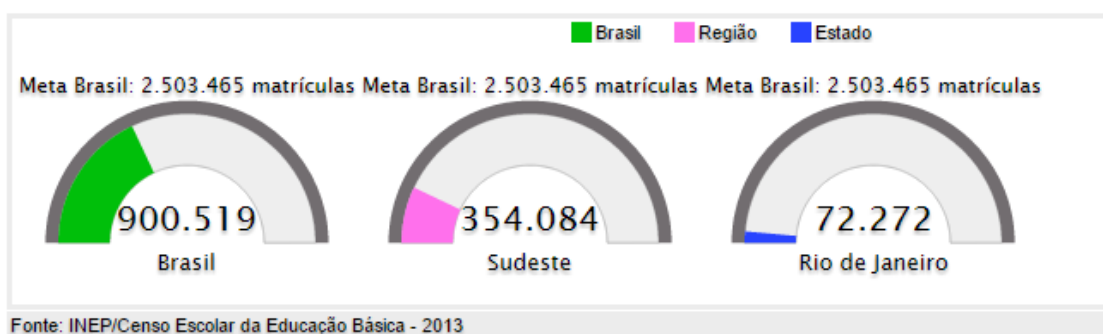 Brasil Região Estado
Meta Brasil: 2.503.465 matrículas Meta Brasil: 2.503.465 matrículas Meta Brasil: 2.503.465 matrículas
900.519 354.084 72.272
Brasil Sudeste Rio de Janeiro
Fonte: INEP/Censo Escolar da Educação Básica - 2013